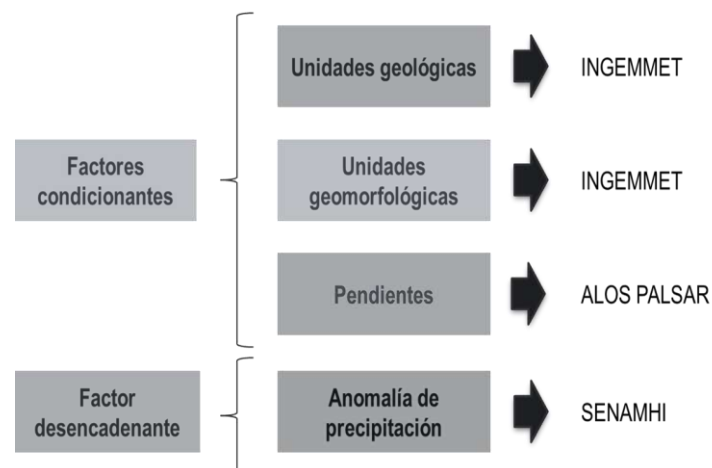 Factores
condicionantes
Unidades geológicas
INGEMMET
Unidades
geomorfológicas
INGEMMET
Pendientes
ALOS PALSAR
Factor
desencadenante
Anomalía de
precipitación
SENAMHI